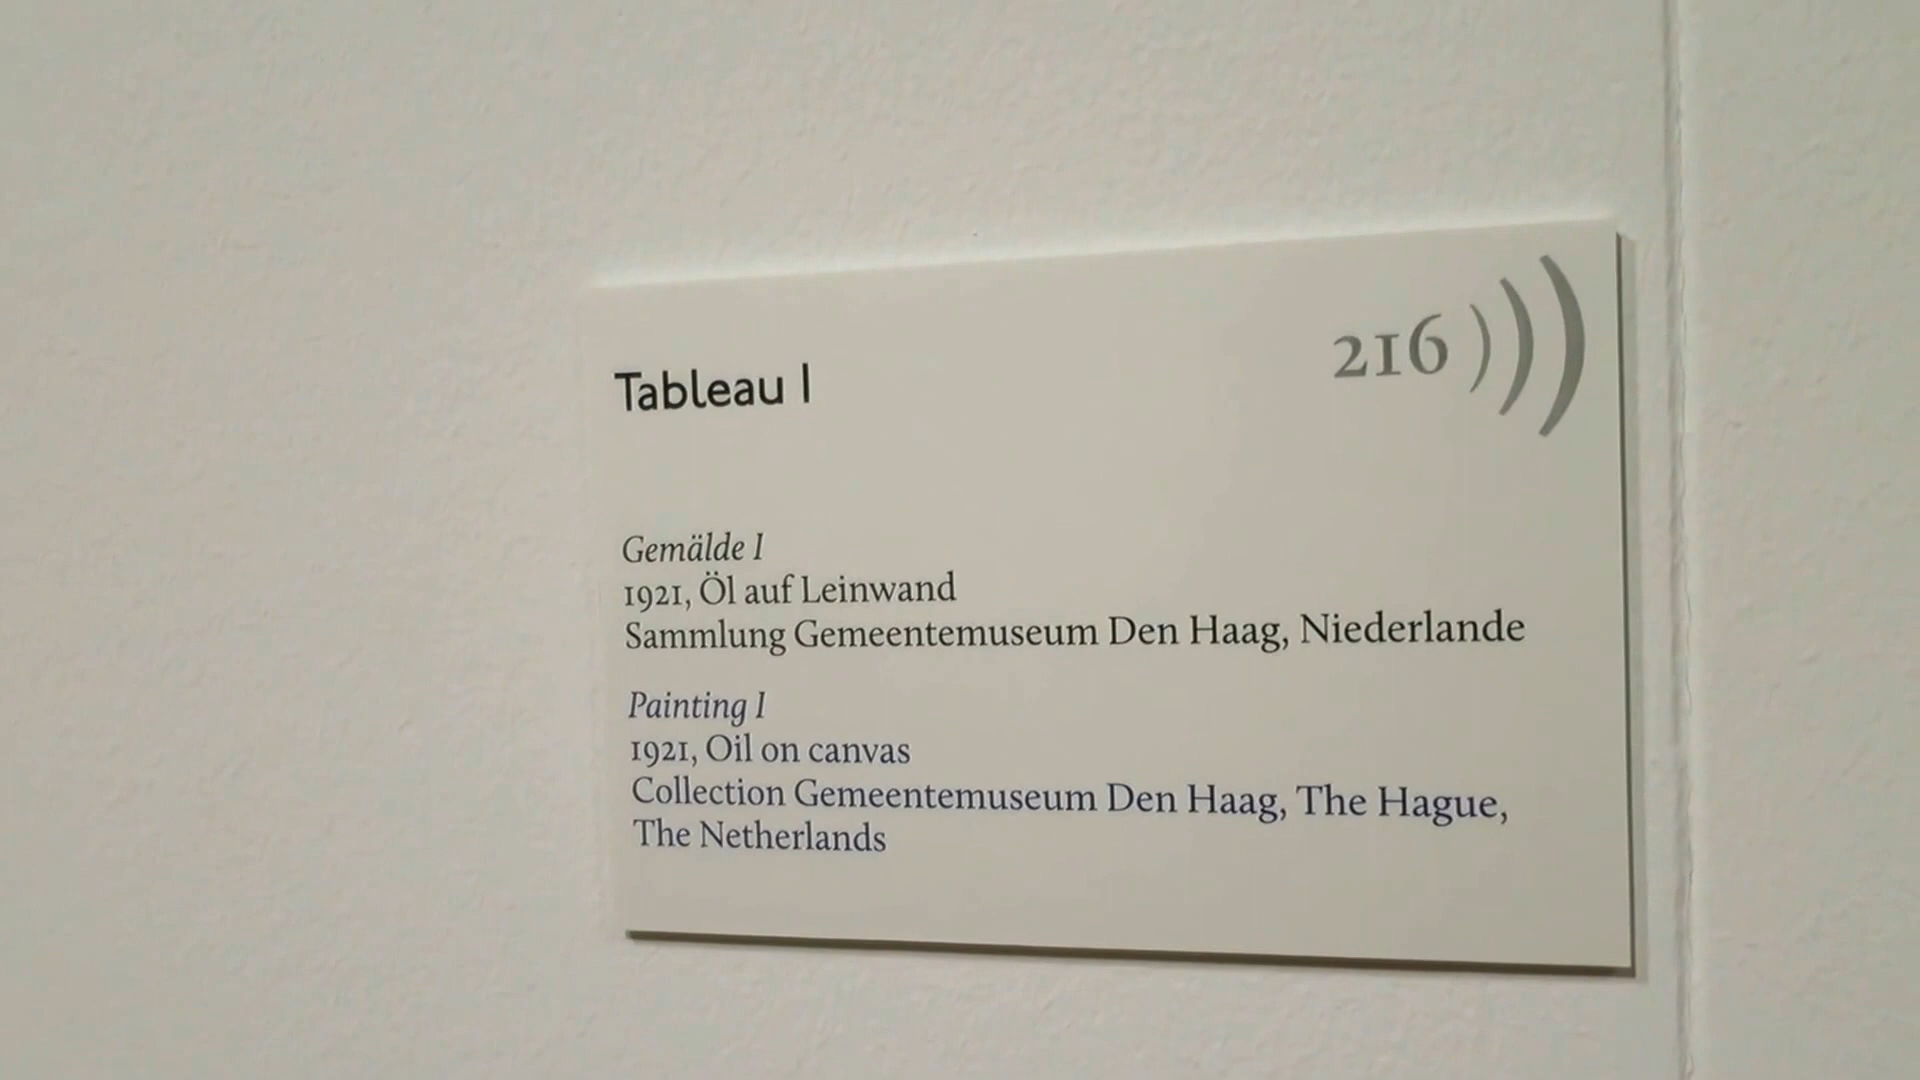 216
Tableau I
Gemälde I
1921, Öl auf Leinwand
Sammlung Gemeentemuseum Den Haag, Niederlande
Painting I
1921, Oil on canvas
Collection Gemeentemuseum Den Haag, The Hague,
The Netherlands